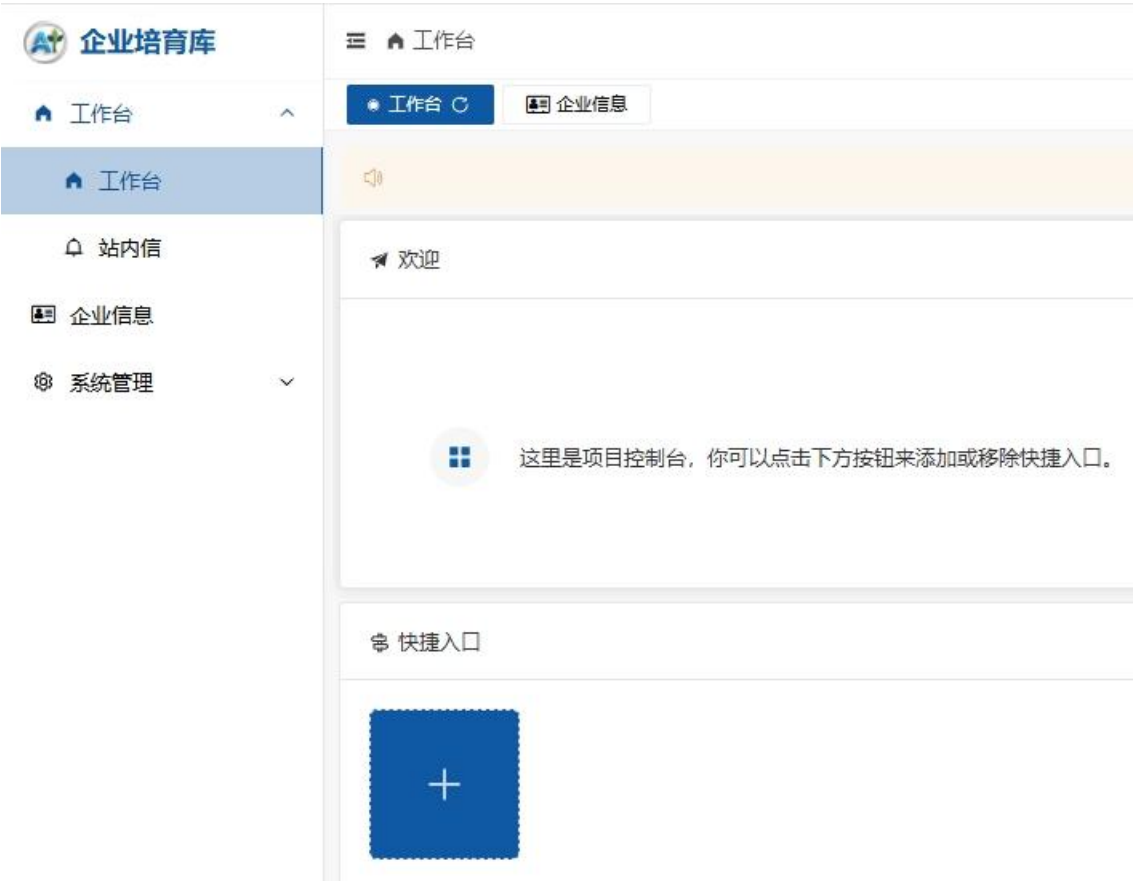 企业培育库
工作台
工作台
站内信
企业信息
系统管理
工作台
工作台
企业信息
欢迎
这里是项目控制台，你可以点击下方按钮来添加或移除快捷入口。
快捷入口